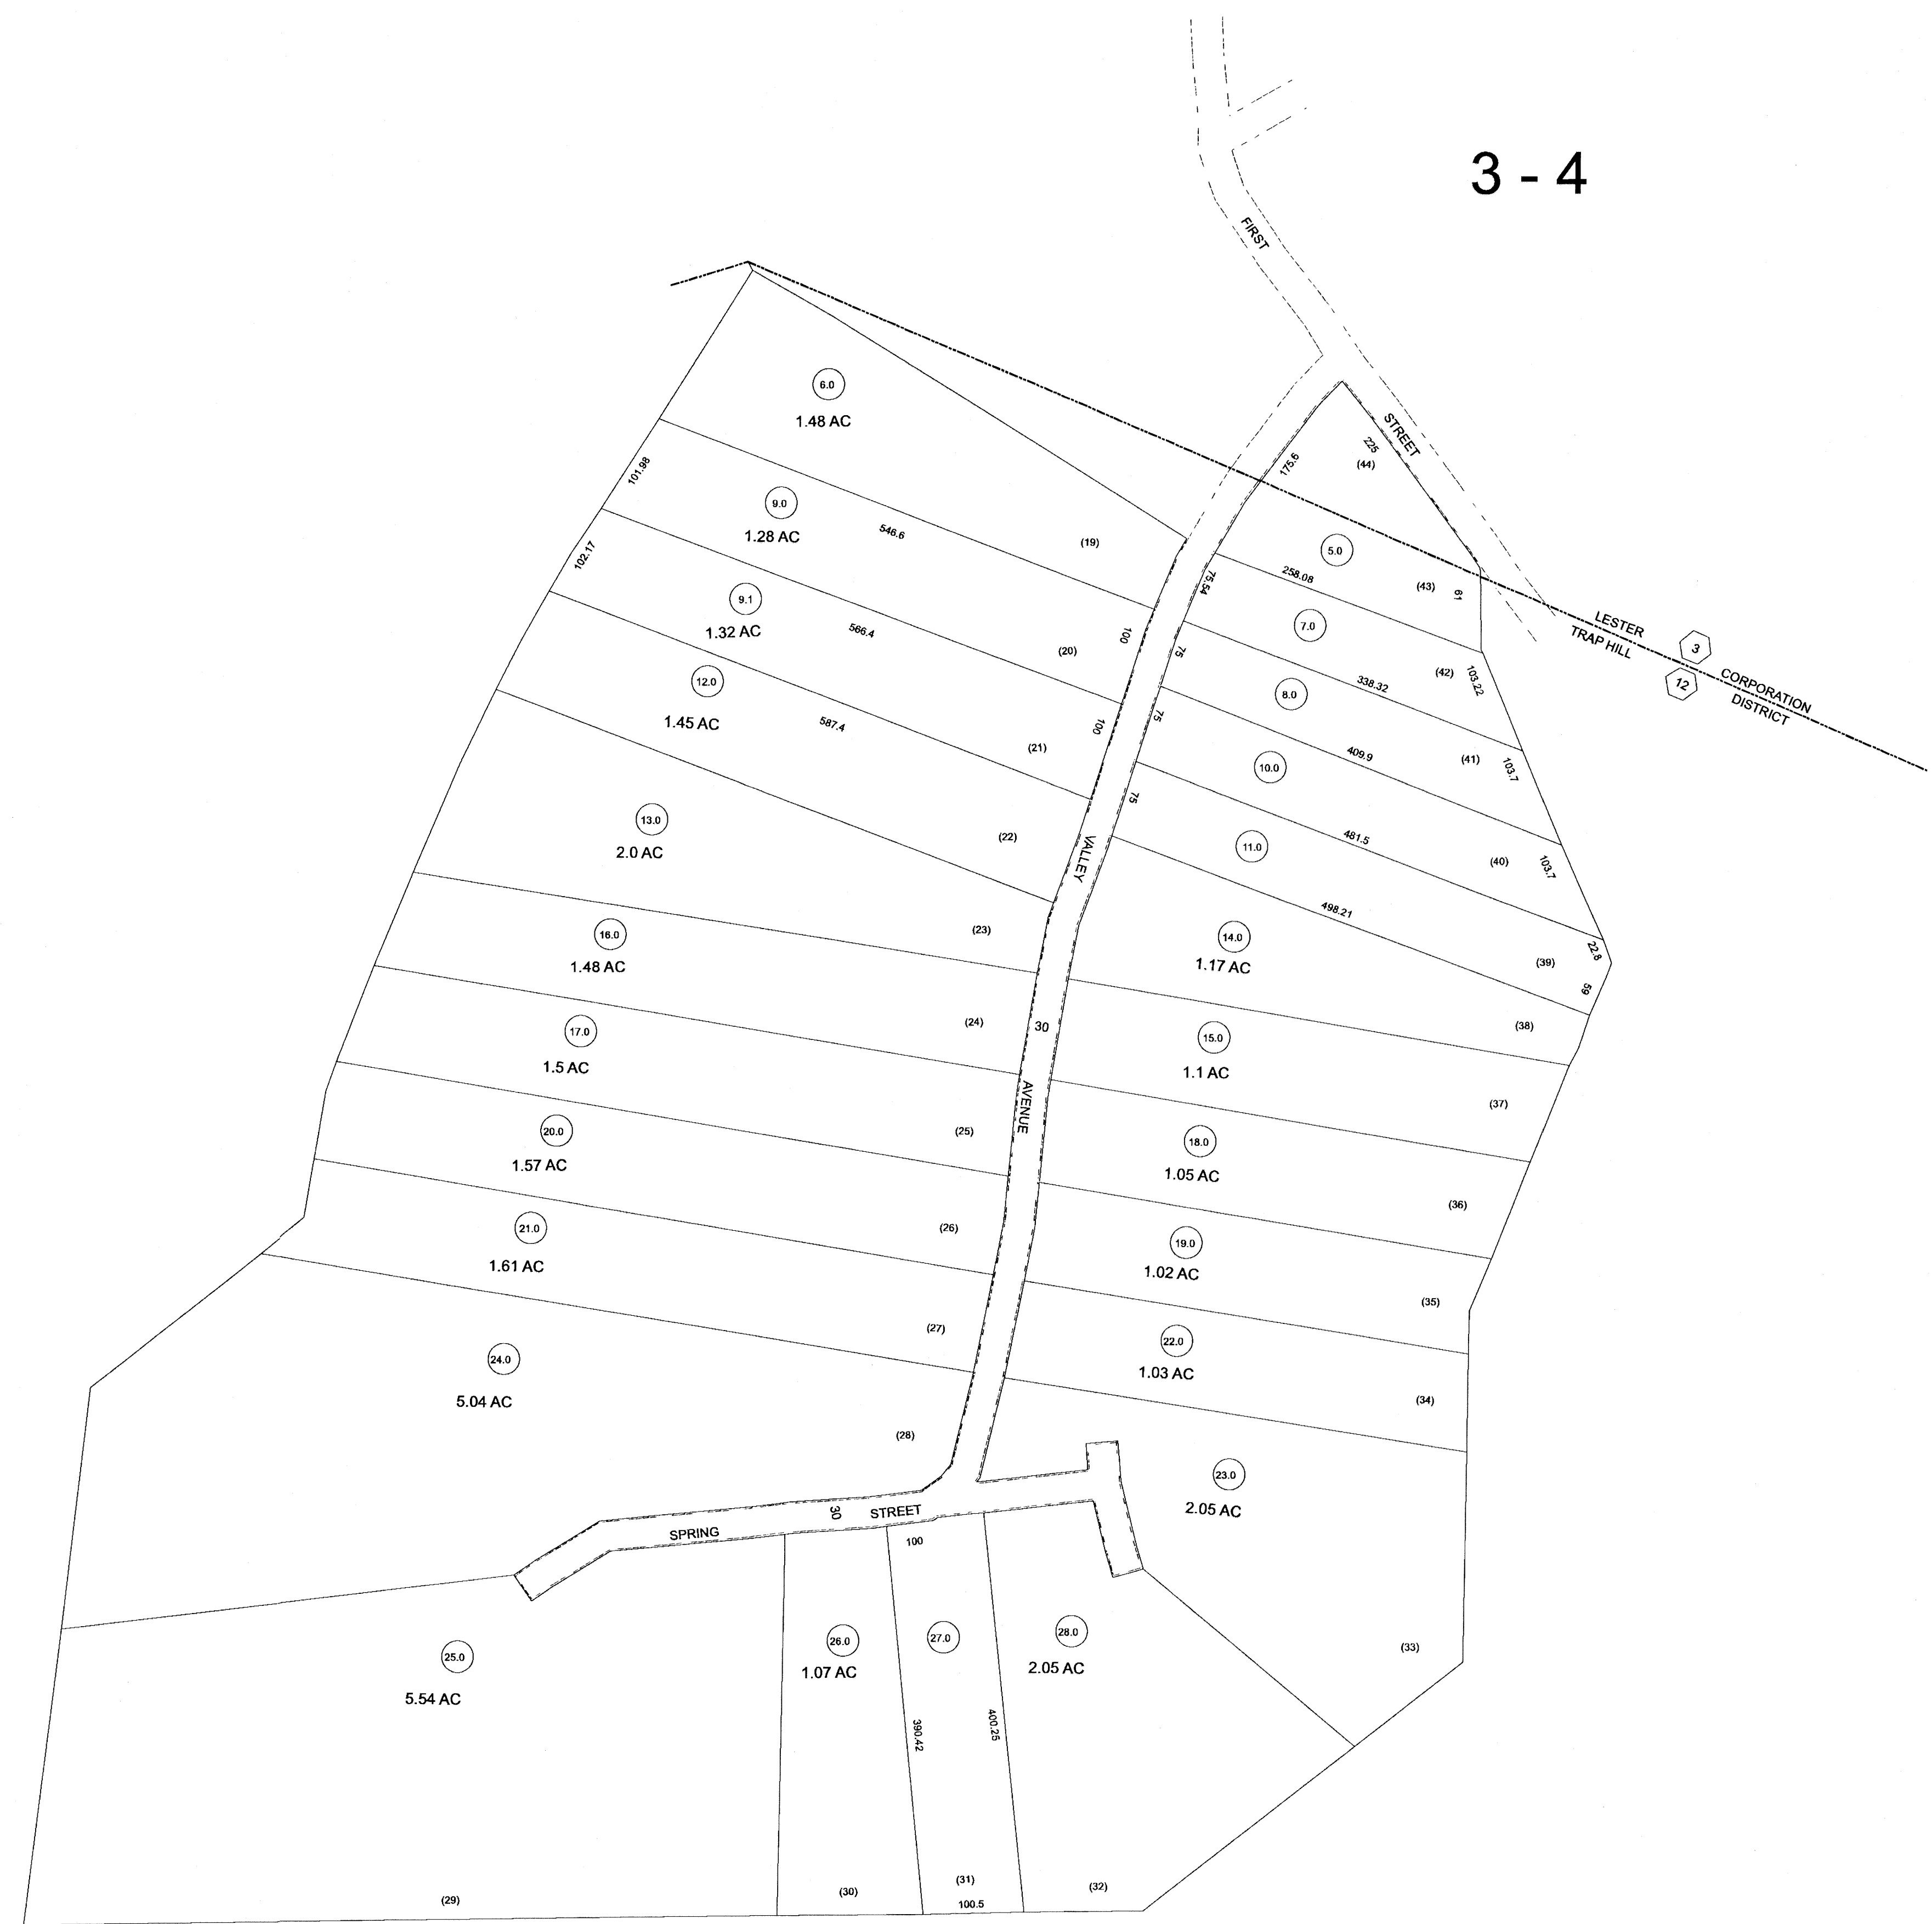 3 - 4
FIRST
STREET
225
(44)
175.6
6.0
1.48 AC
101.98
9.0
1.28 AC
546.6
(19)
5.0
258.08
(43)
61
75.54
102.17
9.1
1.32 AC
566.4
(20)
100
7.0
75
338.32
(42)
103.22
LESTER
TRAP HILL
3
12
CORPORATION
DISTRICT
12.0
1.45 AC
587.4
(21)
100
8.0
75
409.9
(41)
103.7
10.0
75
481.5
(40)
103.7
13.0
2.0 AC
(22)
VALLEY
11.0
498.21
(39)
22.8
59
16.0
1.48 AC
(23)
14.0
1.17 AC
(38)
17.0
1.5 AC
(24)
30
15.0
1.1 AC
(37)
AVENUE
20.0
1.57 AC
(25)
18.0
1.05 AC
(36)
21.0
1.61 AC
(26)
19.0
1.02 AC
(35)
24.0
5.04 AC
(27)
22.0
1.03 AC
(34)
(28)
23.0
2.05 AC
SPRING
30
STREET
100
25.0
5.54 AC
26.0
1.07 AC
27.0
28.0
2.05 AC
(33)
390.42
400.25
(29)
(30)
(31)
100.5
(32)